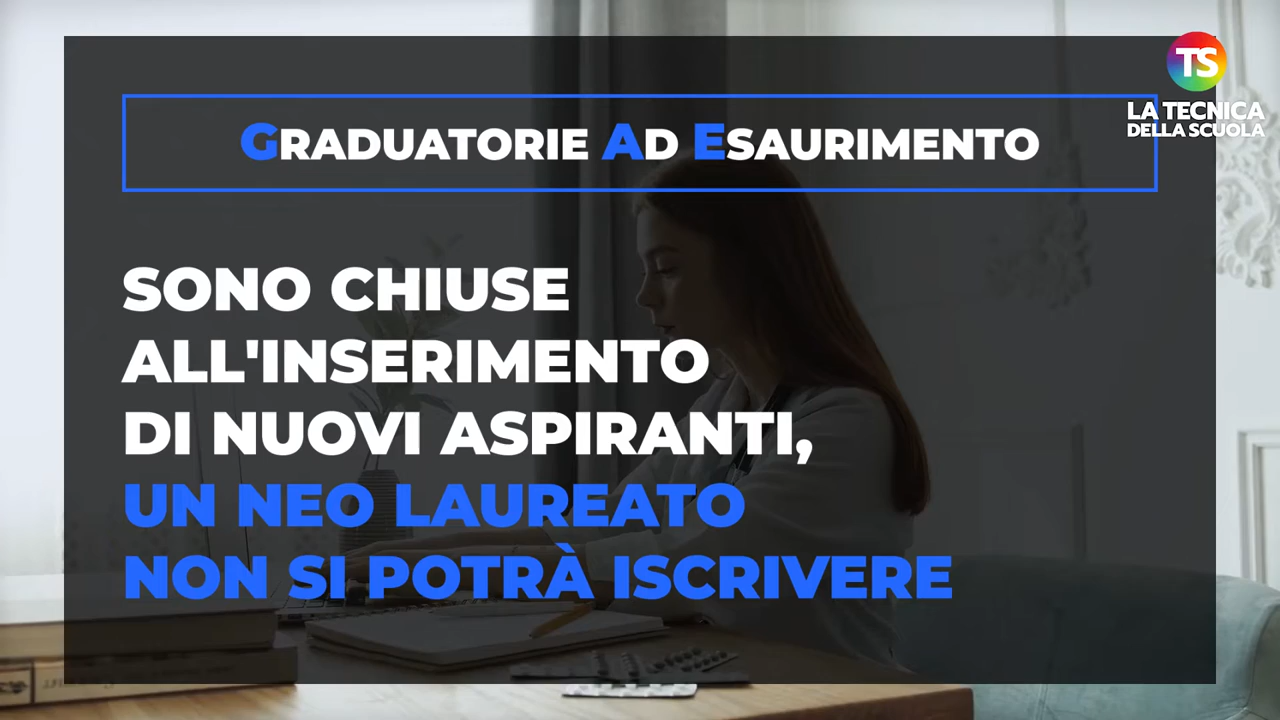 TS
LA TECNICA
DELLA SCUOLA
GRADUATORIE AD ESAURIMENTO
SONO CHIUSE
ALL'INSERIMENTO
DI NUOVI ASPIRANTI,
UN NEO LAUREATO
NON SI POTRÀ ISCRIVERE